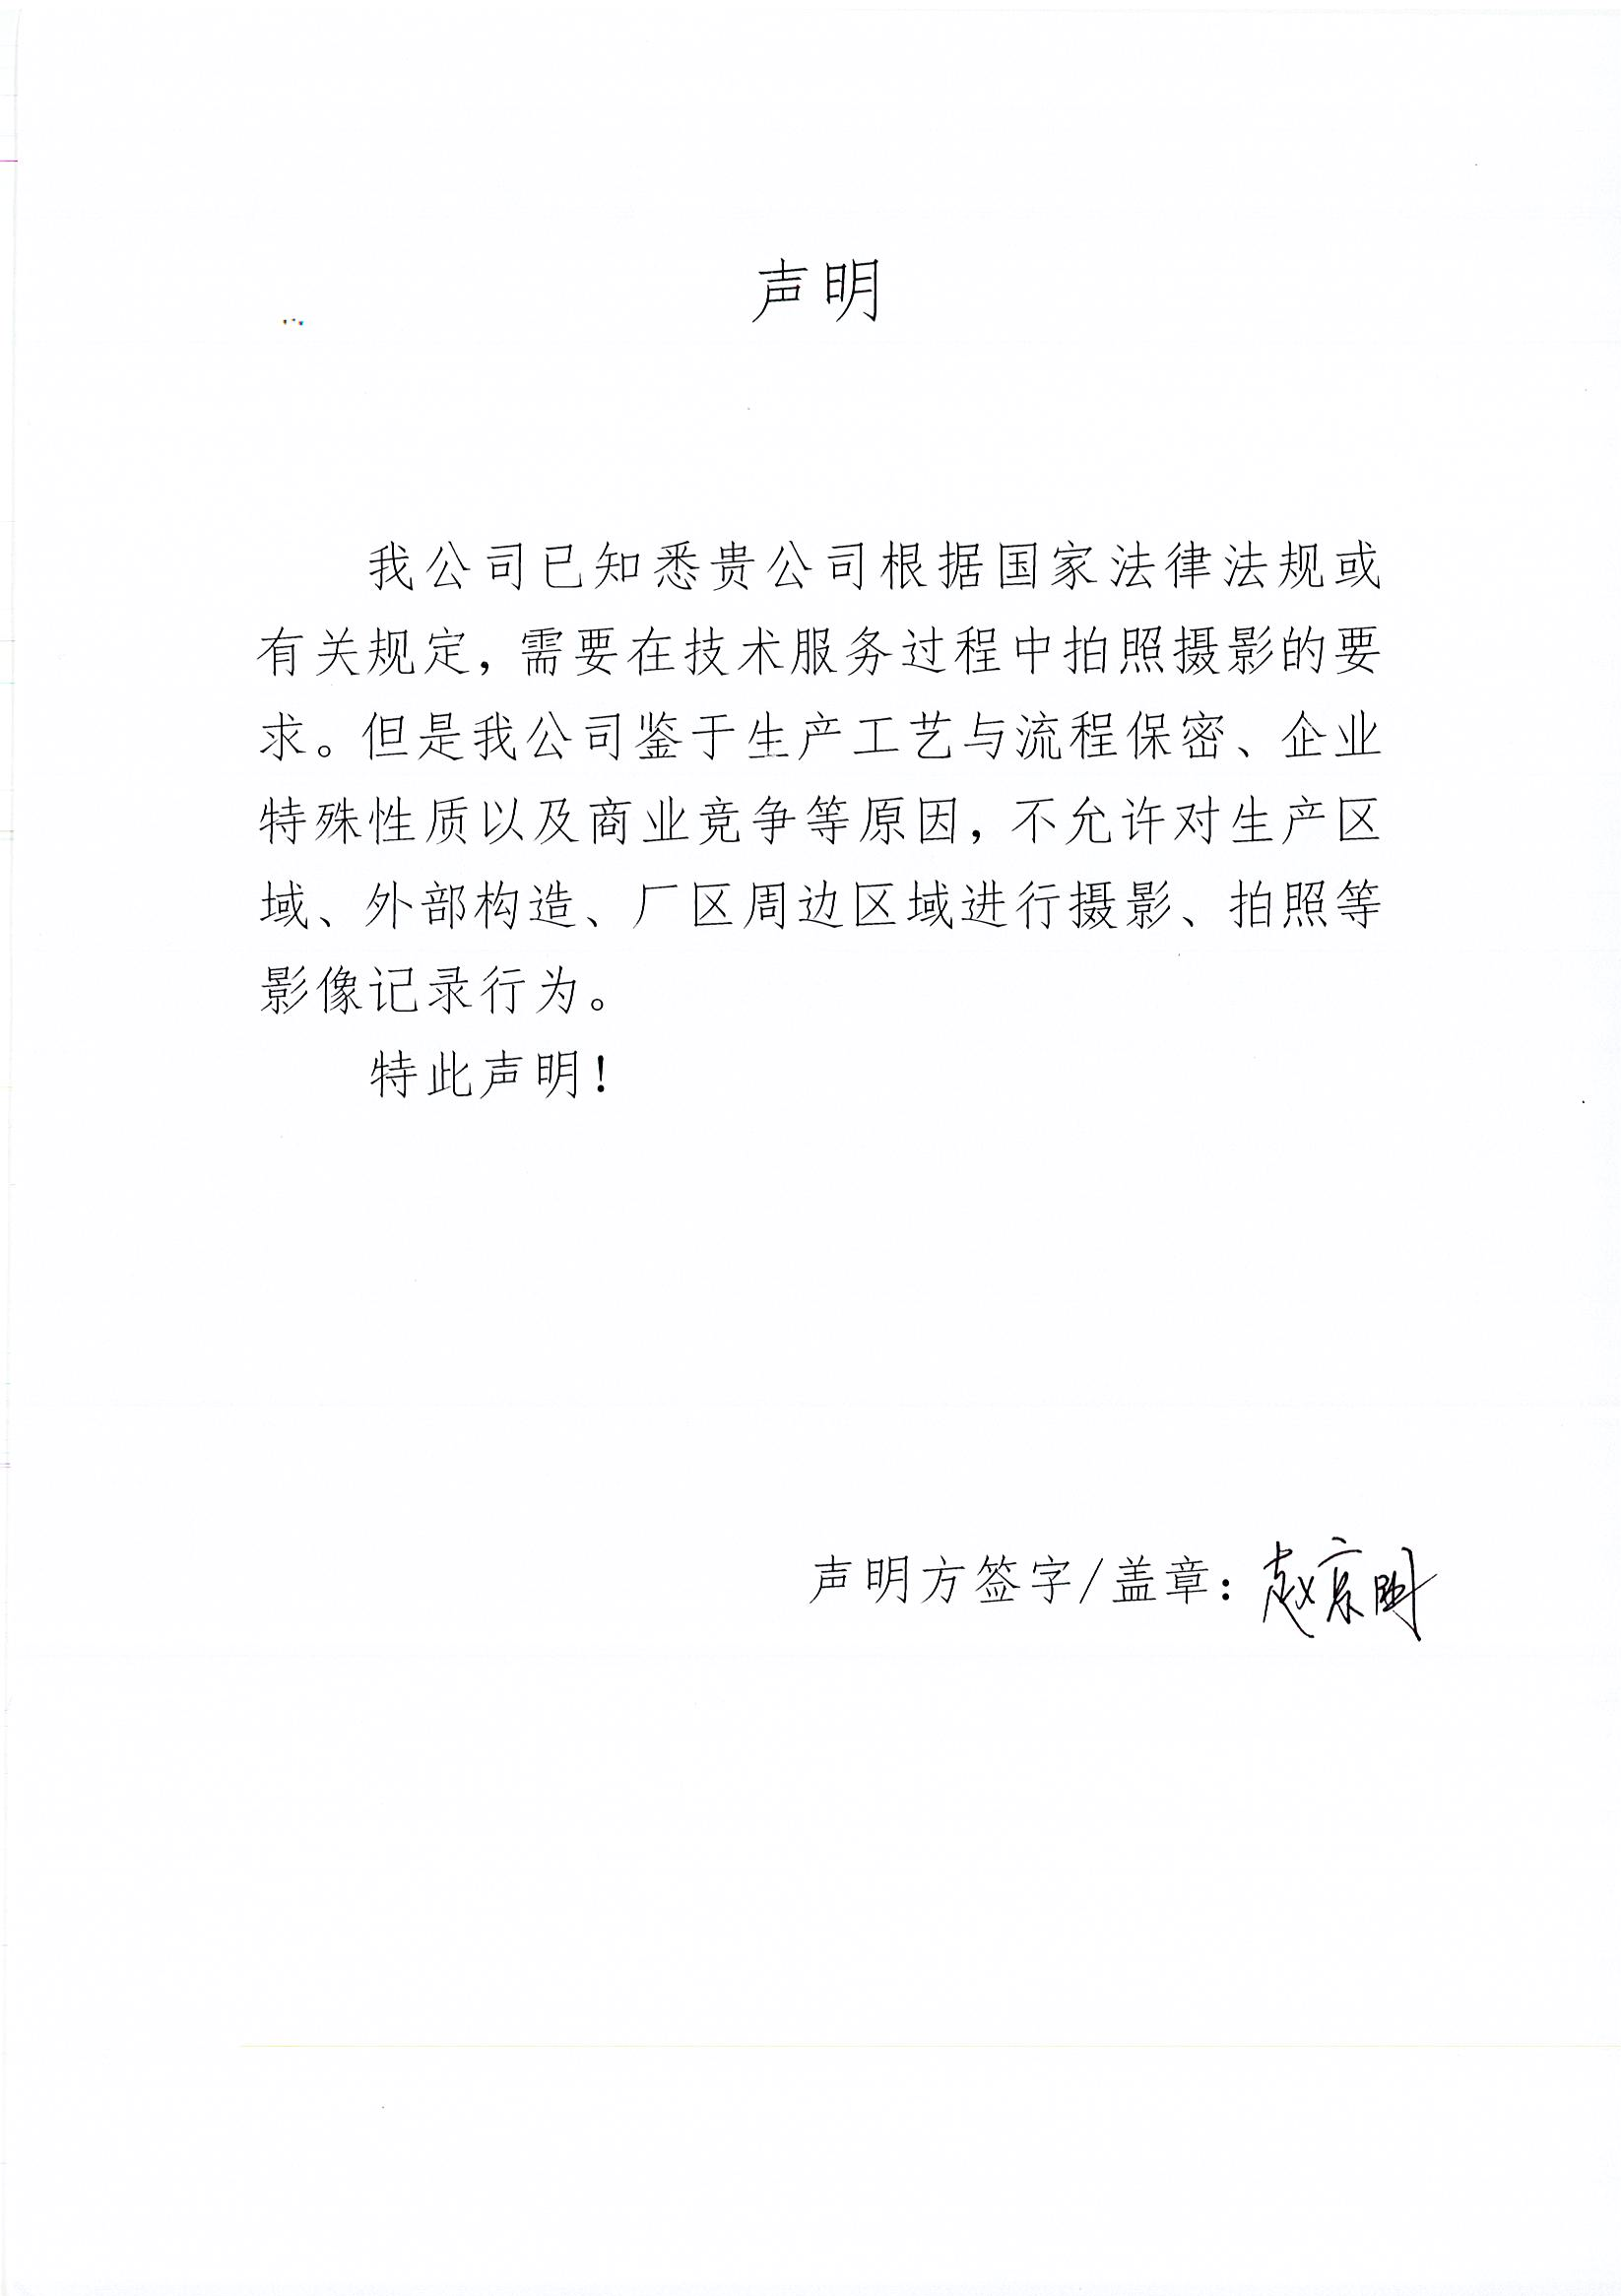 声明
我公司已知悉贵公司根据国家法律法规或
有关规定，需要在技术服务过程中拍照摄影的要
求。但是我公司鉴于生产工艺与流程保密、企业
特殊性质以及商业竞争等原因，不允许对生产区
域、外部构造、厂区周边区域进行摄影、拍照等
影像记录行为。
特此声明！
声明方签字/盖章：赵京明